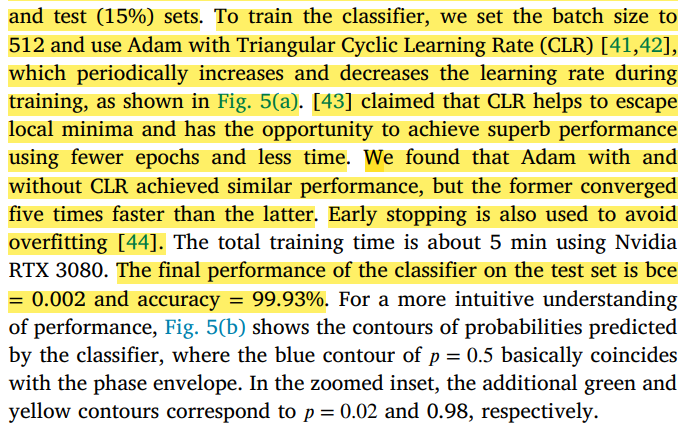 and test (15%) sets. To train the classifier, we set the batch size to
512 and use Adam with Triangular Cyclic Learning Rate (CLR) [41,42],
which periodically increases and decreases the learning rate during
training, as shown in Fig. 5(a). [43] claimed that CLR helps to escape
local minima and has the opportunity to achieve superb performance
using fewer epochs and less time. We found that Adam with and
without CLR achieved similar performance, but the former converged
five times faster than the latter. Early stopping is also used to avoid
overfitting [44]. The total training time is about 5 min using Nvidia
RTX 3080. The final performance of the classifier on the test set is bce
= 0.002 and accuracy = 99.93%. For a more intuitive understanding
of performance, Fig. 5(b) shows the contours of probabilities predicted
by the classifier, where the blue contour of p = 0.5 basically coincides
with the phase envelope. In the zoomed inset, the additional green and
yellow contours correspond to p = 0.02 and 0.98, respectively.